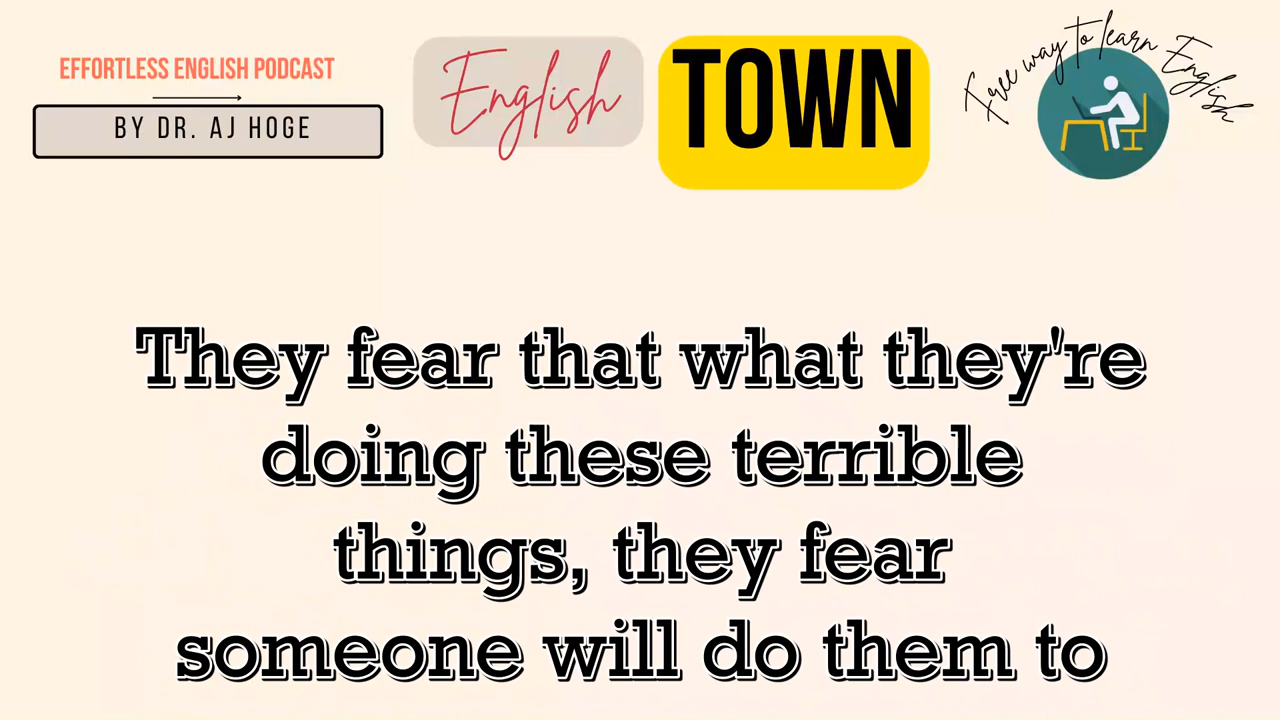 EFFORTLESS ENGLISH PODCAST
BY DR. AJ HOGE
English
TOWN
Free way to learn English
They fear that what they're
doing these terrible
things, they fear
someone will do them to